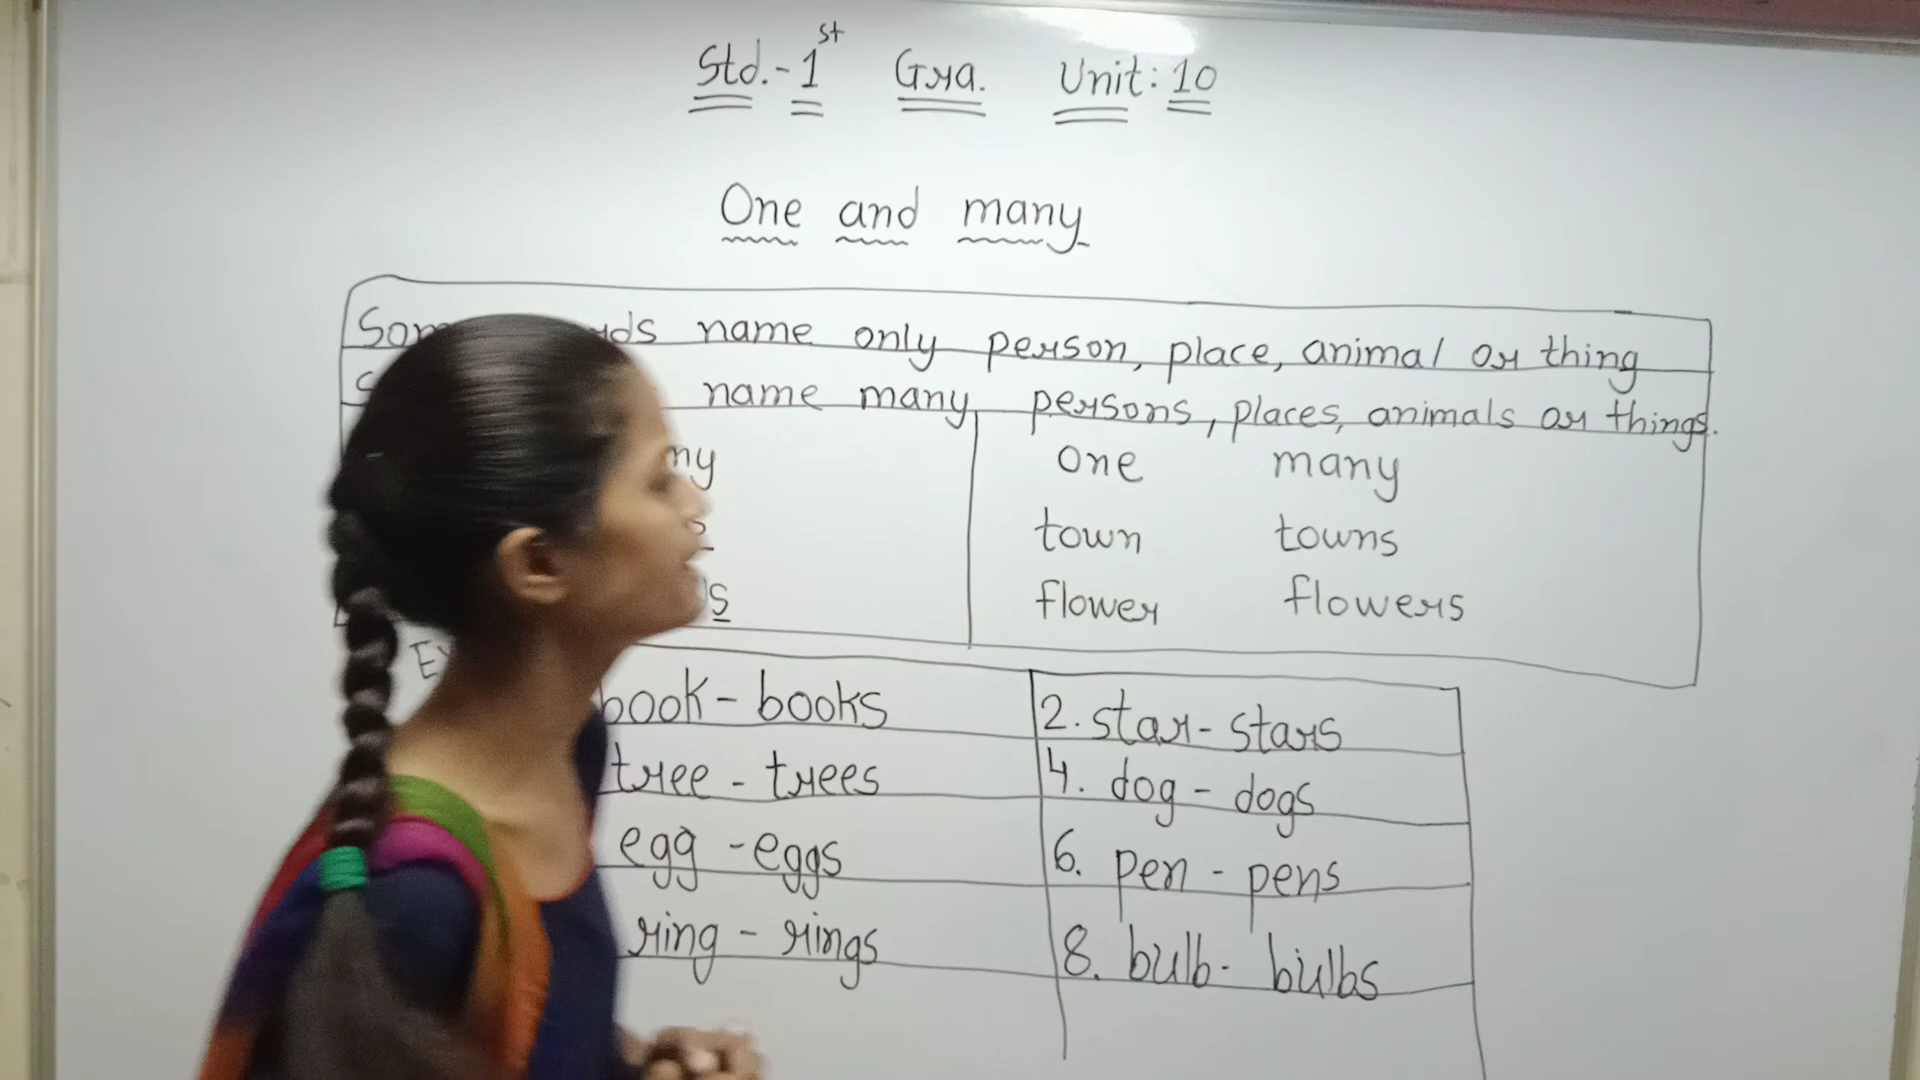 Std.-1st Gra. Unit: 10
One and many
name only person, place, animal or thing
name many persons, places, animals or things.
one many
town towns
flower flowers
book - books 2. star - stars
tree - trees 4. dog - dogs
egg - eggs 6. pen - pens
ring - rings 8. bulb - bulbs